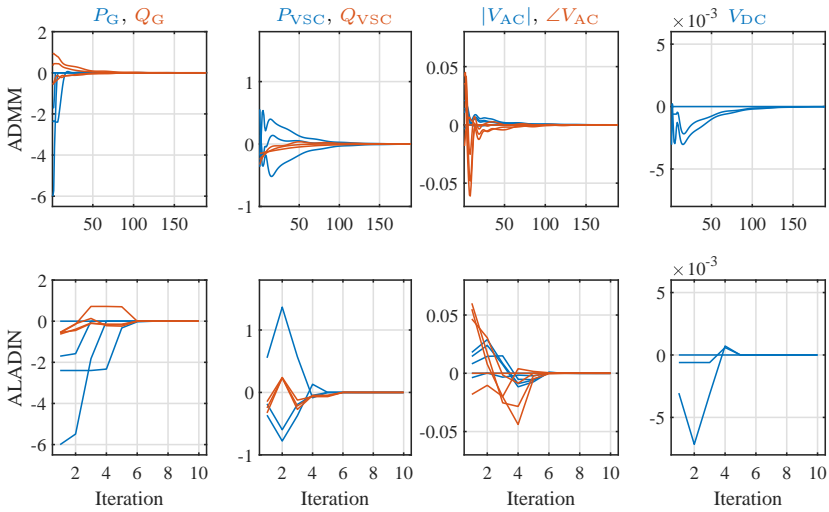 P_G, Q_G
P_VSC, Q_VSC
|V_AC|, ∠V_AC
×10^-3 V_DC
ADMM
2
0
-2
-4
-6
50 100 150
1
0
-1
50 100 150
0.05
0
-0.05
50 100 150
5
0
-5
50 100 150
ALADIN
2
0
-2
-4
-6
2 4 6 8 10
Iteration
1
0
-1
2 4 6 8 10
Iteration
0.05
0
-0.05
2 4 6 8 10
Iteration
×10^-3
5
0
-5
2 4 6 8 10
Iteration